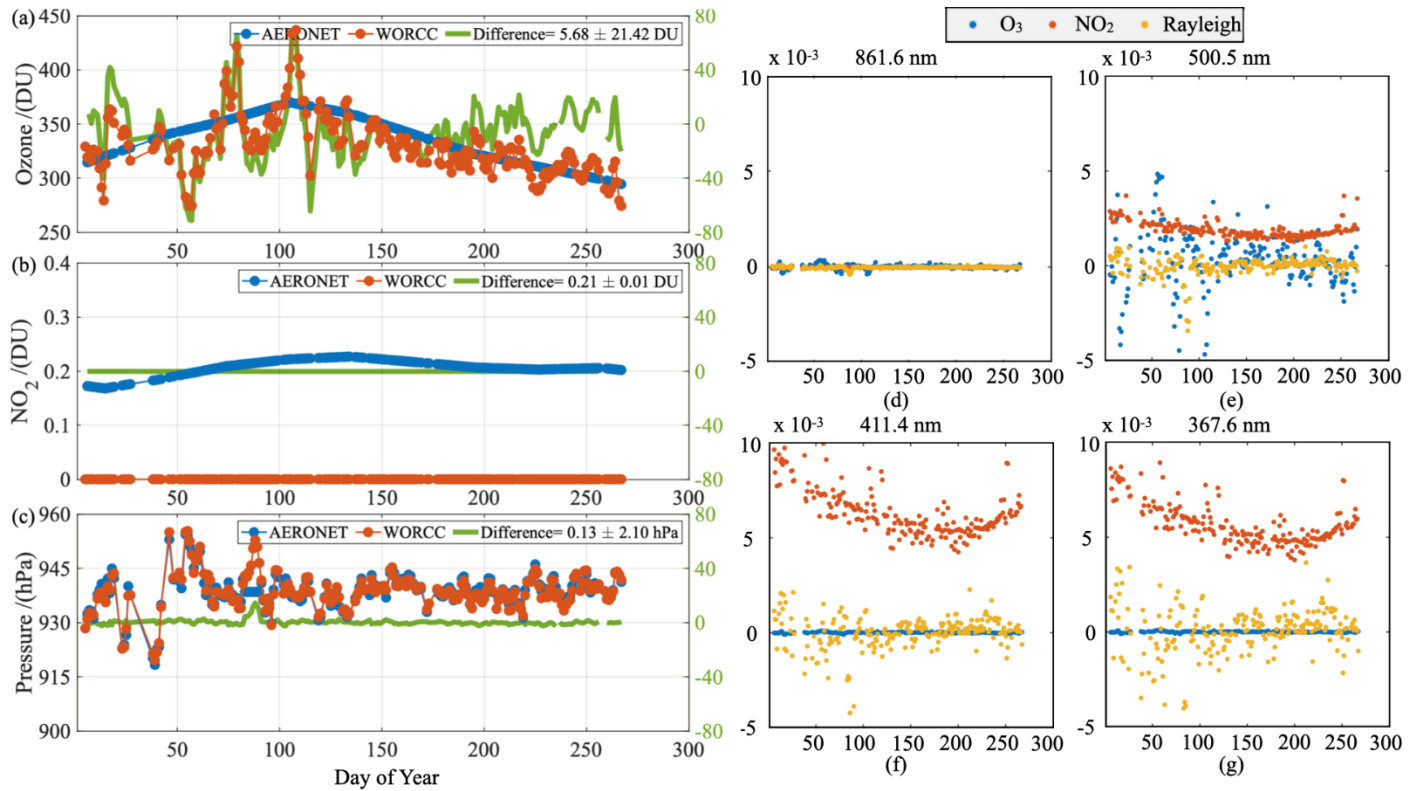 (a)
450
400
350
300
250
Ozone /(DU)
AERONET WORCC Difference= 5.68 ± 21.42 DU
80
40
0
-40
-80
50 100 150 200 250 300
(b)
0.4
0.3
0.2
0.1
0
NO2 /(DU)
AERONET WORCC Difference= 0.21 ± 0.01 DU
80
40
0
-40
-80
50 100 150 200 250 300
(c)
960
945
930
915
900
Pressure /(hPa)
AERONET WORCC Difference= 0.13 ± 2.10 hPa
80
40
0
-40
-80
50 100 150 200 250 300
Day of Year
O3 NO2 Rayleigh
x 10-3 861.6 nm
10
5
0
-5
50 100 150 200 250 300
(d)
x 10-3 500.5 nm
10
5
0
-5
50 100 150 200 250 300
(e)
x 10-3 411.4 nm
10
5
0
-5
50 100 150 200 250 300
(f)
x 10-3 367.6 nm
10
5
0
-5
50 100 150 200 250 300
(g)